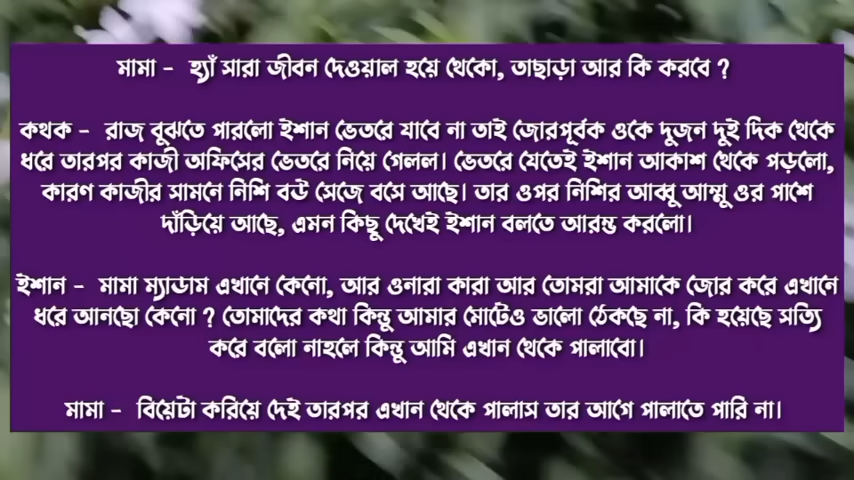 মামা - হ্যাঁ সারা জীবন দেওয়াল হয়ে থেকো, তাছাড়া আর কি করবে ?
কথক - রাজ বুঝতে পারলো ইশান ভেতরে যাবে না তাই জোরপূর্বক ওকে দুজন দুই দিক থেকে
ধরে তারপর কাজী অফিসের ভেতরে নিয়ে গেলল। ভেতরে যেতেই ইশান আকাশ থেকে পড়লো,
কারণ কাজীর সামনে নিশি বউ সেজে বসে আছে। তার ওপর নিশির আব্বু আম্মু ওর পাশে
দাঁড়িয়ে আছে, এমন কিছু দেখেই ইশান বলতে আরম্ভ করলো।
ইশান - মামা ম্যাডাম এখানে কেনো, আর ওনারা কারা আর তোমরা আমাকে জোর করে এখানে
ধরে আনছো কেনো ? তোমাদের কথা কিন্তু আমার মোটেও ভালো ঠেকছে না, কি হয়েছে সত্যি
করে বলো নাহলে কিন্তু আমি এখান থেকে পালাবো।
মামা - বিয়েটা করিয়ে দেই তারপর এখান থেকে পালাস তার আগে পালাতে পারি না।